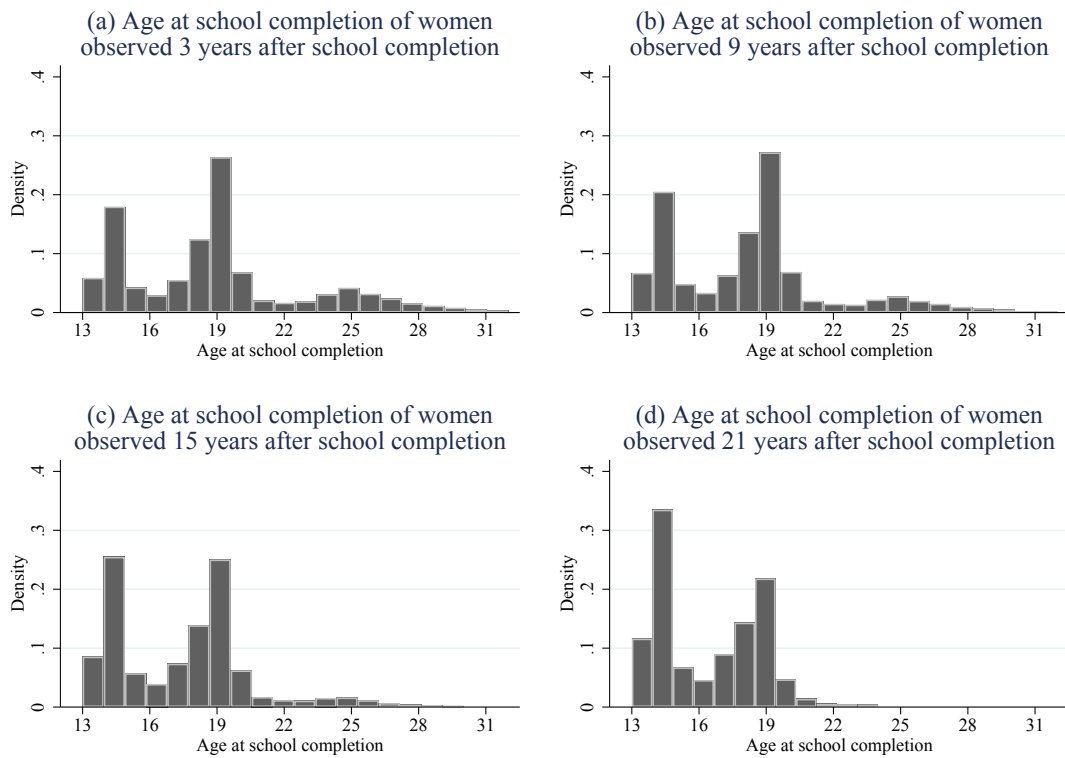 (a) Age at school completion of women
observed 3 years after school completion
.4
.3
.2
.1
0
Density
13 16 19 22 25 28 31
Age at school completion
(b) Age at school completion of women
observed 9 years after school completion
.4
.3
.2
.1
0
Density
13 16 19 22 25 28 31
Age at school completion
(c) Age at school completion of women
observed 15 years after school completion
.4
.3
.2
.1
0
Density
13 16 19 22 25 28 31
Age at school completion
(d) Age at school completion of women
observed 21 years after school completion
.4
.3
.2
.1
0
Density
13 16 19 22 25 28 31
Age at school completion